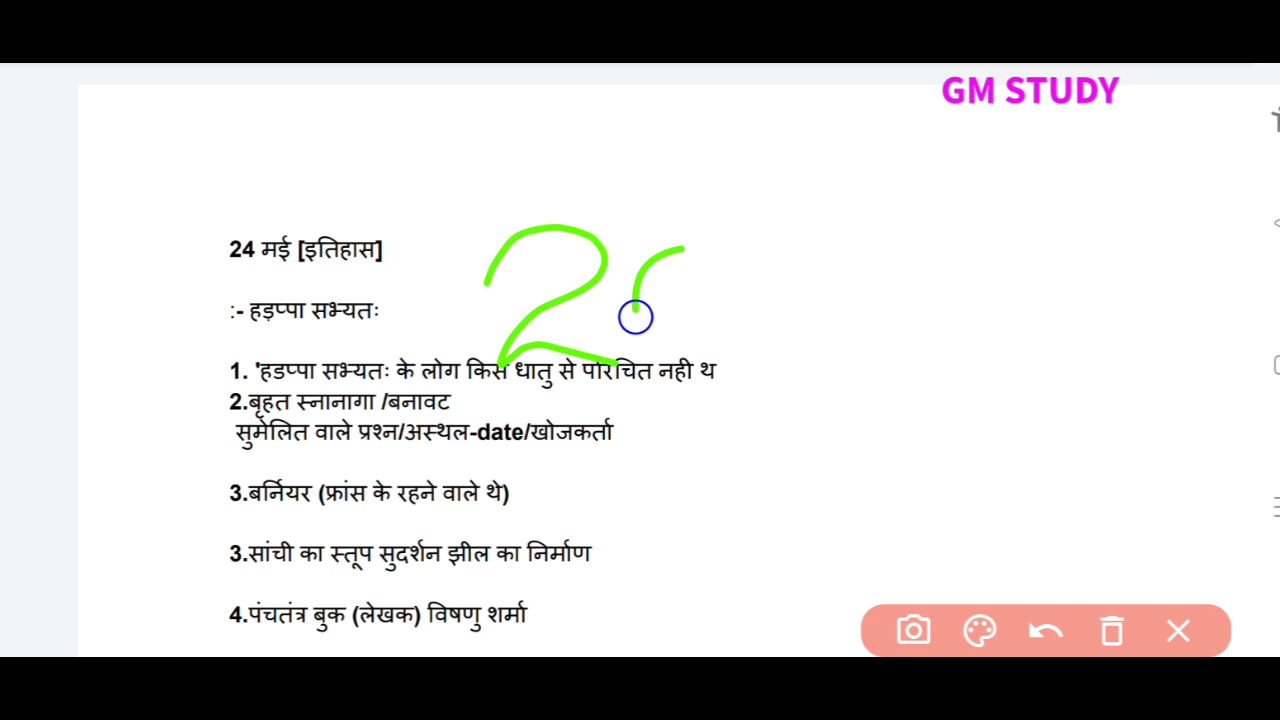 GM STUDY
24 मई [इतिहास]
:- हड़प्पा सभ्यतः
1. 'हडप्पा सभ्यतः के लोग किस धातु से परिचित नही थ
2.बृहत स्नानागा /बनावट
सुमेलित वाले प्रश्न/अस्थल-date/खोजकर्ता
3.बर्नियर (फ्रांस के रहने वाले थे)
3.सांची का स्तूप सुदर्शन झील का निर्माण
4.पंचतंत्र बुक (लेखक) विषणु शर्मा